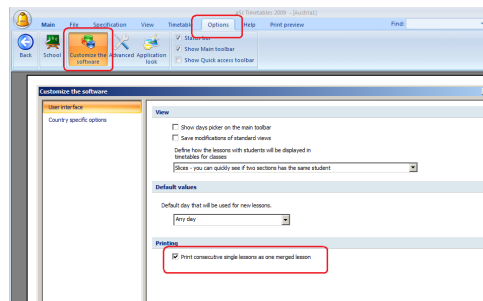 aSc Timetables 2009 - [Austria1]
Main File Specification View Timetable Options Help Print preview Find:
Status bar
Show Main toolbar
Show Quick access toolbar
Back School Customize the software Advanced Application look
Customize the software
User interface
Country specific options
View
Show days picker on the main toolbar
Save modifications of standard views
Define how the lessons with students will be displayed in
timetables for classes
Slices - you can quickly see if two sections has the same student
Default values
Default day that will be used for new lessons.
Any day
Printing
Print consecutive single lessons as one merged lesson